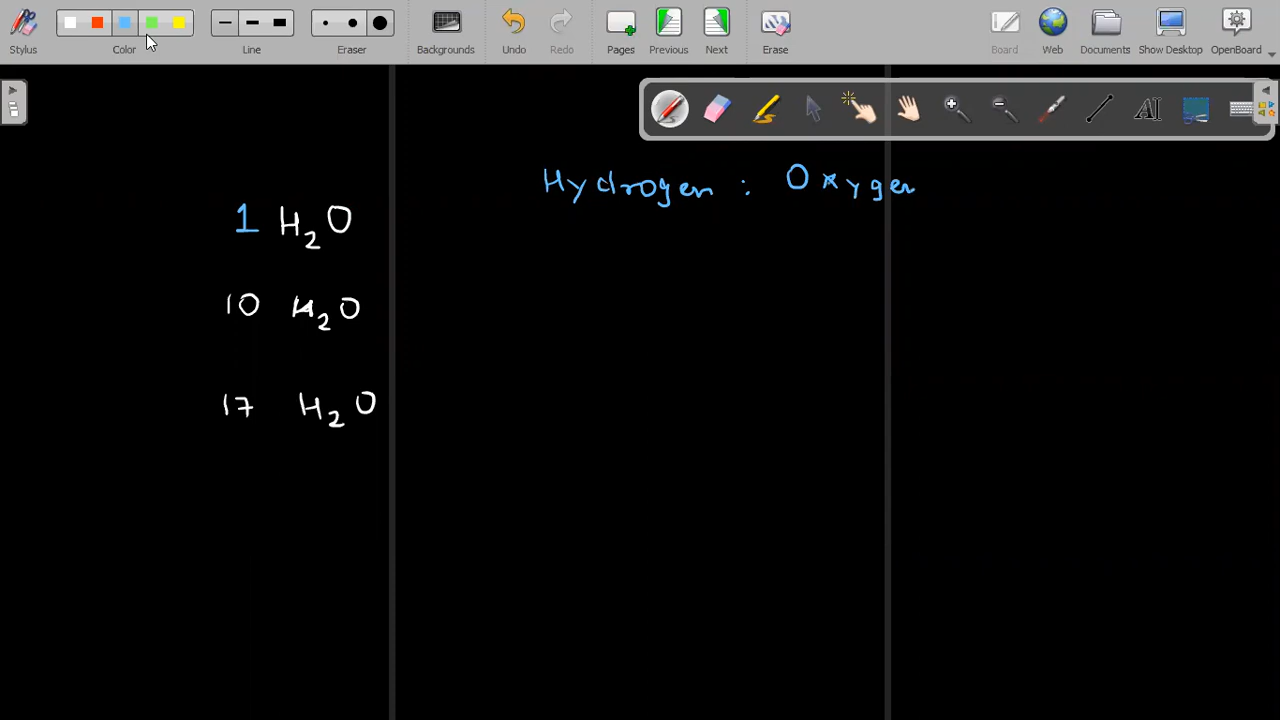 Stylus Color Line Eraser Backgrounds Undo Redo Pages Previous Next Erase Board Web Documents Show Desktop OpenBoard
AI
Hydrogen : Oxygen
1 H₂O
10 H₂O
17 H₂O